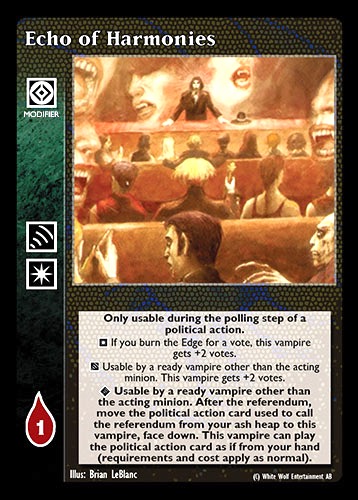 Echo of Harmonies
MODIFIER
Only usable during the polling step of a
political action.
If you burn the Edge for a vote, this vampire
gets +2 votes.
Usable by a ready vampire other than the
acting minion. This vampire gets +2 votes.
Usable by a ready vampire other than
the acting minion. After the referendum
move the political action card used to call
the referendum from your ash heap to this
vampire, face down. This vampire can play
the political action card as if from your hand
(requirements and cost apply as normal).
1
Illus: Brian LeBlanc
(C) White Wolf Entertainment AB